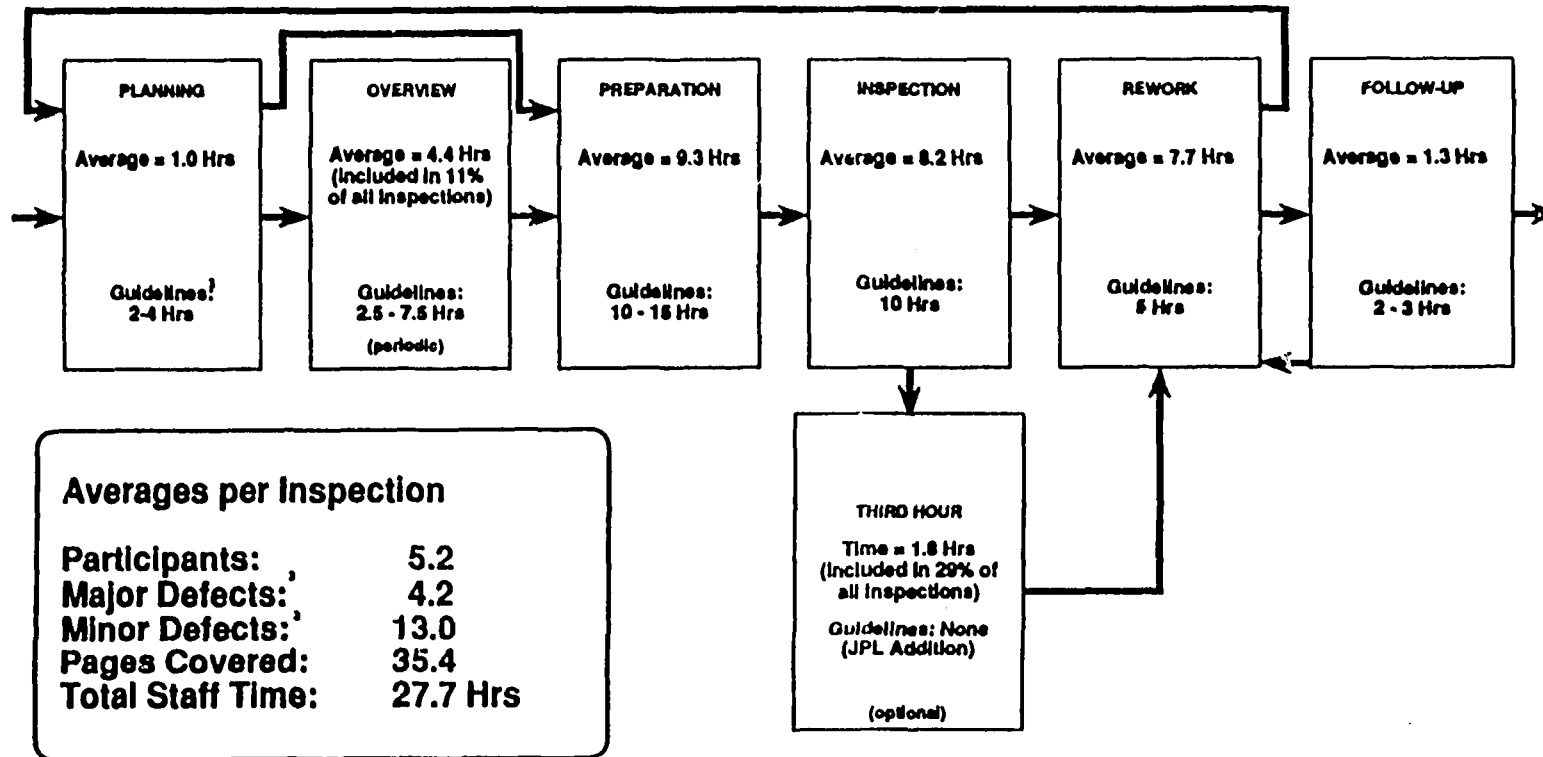 PLANNING
Average = 1.0 Hrs
Guidelines:³
2-4 Hrs
OVERVIEW
Average = 4.4 Hrs
(Included in 11%
of all Inspections)
Guidelines:
2.5 - 7.5 Hrs
(periodic)
PREPARATION
Average = 9.3 Hrs
Guidelines:
10 - 15 Hrs
INSPECTION
Average = 8.2 Hrs
Guidelines:
10 Hrs
REWORK
Average = 7.7 Hrs
Guidelines:
5 Hrs
FOLLOW-UP
Average = 1.3 Hrs
Guidelines:
2 - 3 Hrs
THIRD HOUR
Time = 1.8 Hrs
(Included in 29% of
all Inspections)
Guidelines: None
(JPL Addition)
(optional)
Averages per Inspection
Participants: 5.2
Major Defects:³ 4.2
Minor Defects:³ 13.0
Pages Covered: 35.4
Total Staff Time: 27.7 Hrs